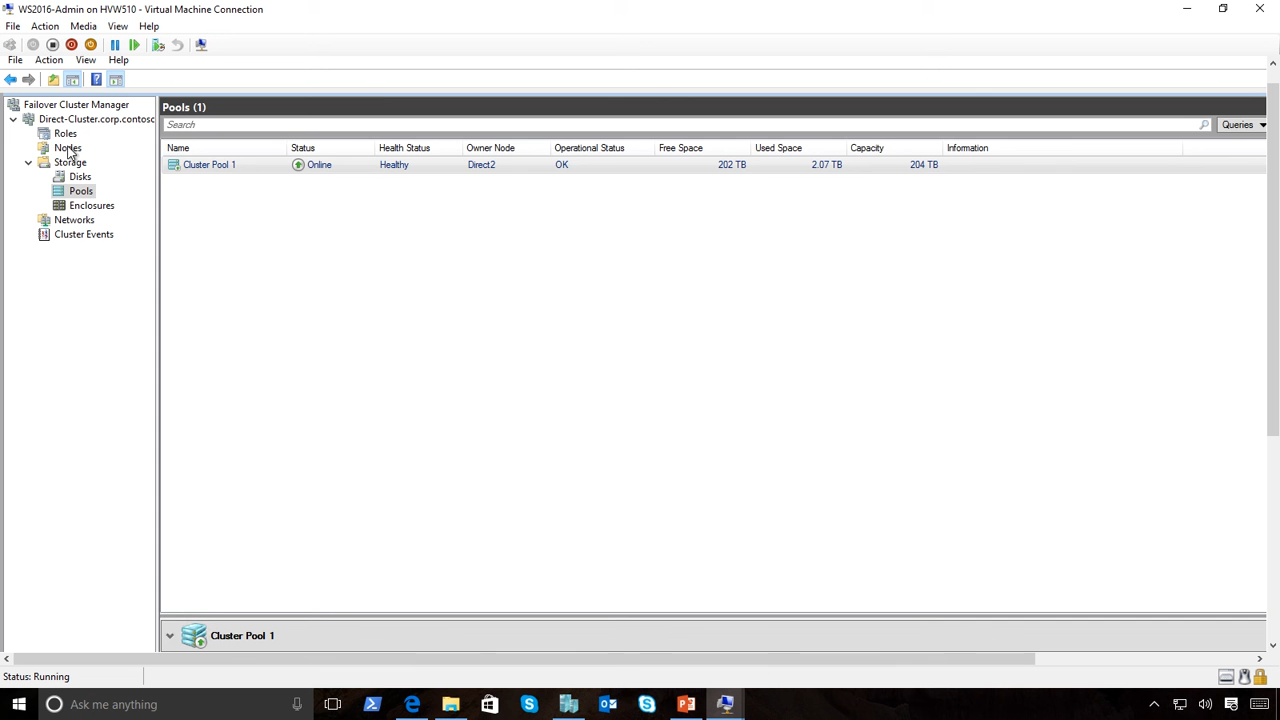 WS2016-Admin on HVW510 - Virtual Machine Connection
File Action Media View Help
File Action View Help
Failover Cluster Manager
Direct-Cluster.corp.contosc
Roles
Nodes
Storage
Disks
Pools
Enclosures
Networks
Cluster Events
Pools (1)
Search
Queries
Name Status Health Status Owner Node Operational Status Free Space Used Space Capacity Information
Cluster Pool 1 Online Healthy Direct2 OK 202 TB 2.07 TB 204 TB
Cluster Pool 1
Status: Running
Ask me anything